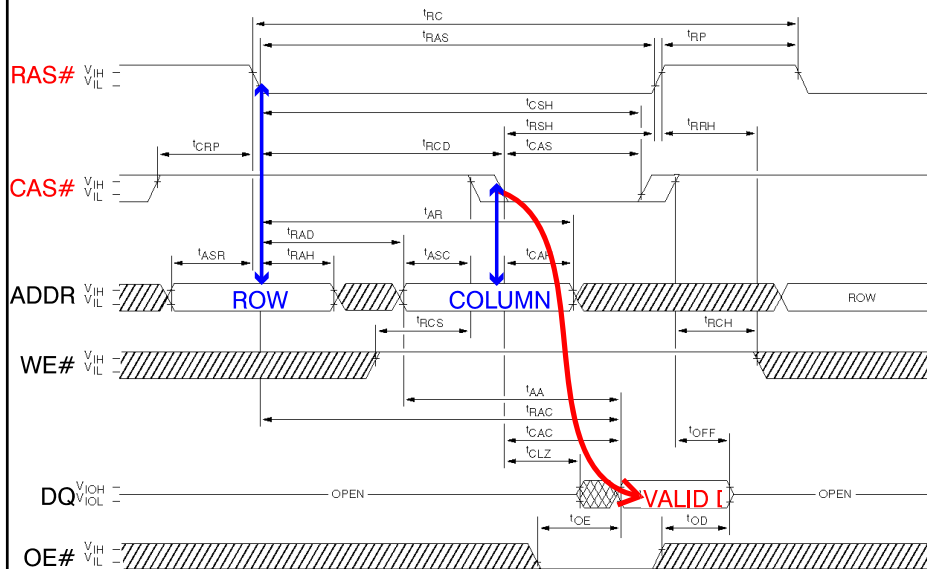 tRC
tRAS tRP
RAS# VIH VIL
tCSH
tRSH tRRH
tCRP tRCD tCAS
CAS# VIH VIL
tAR
tRAD
tASR tRAH tASC tCAH
ADDR VIH VIL ROW COLUMN ROW
tRCS tRCH
WE# VIH VIL
tAA
tRAC
tCAC tOFF
tCLZ
DQ VIOH VIOL OPEN VALID OPEN
tOE tOD
OE# VIH VIL